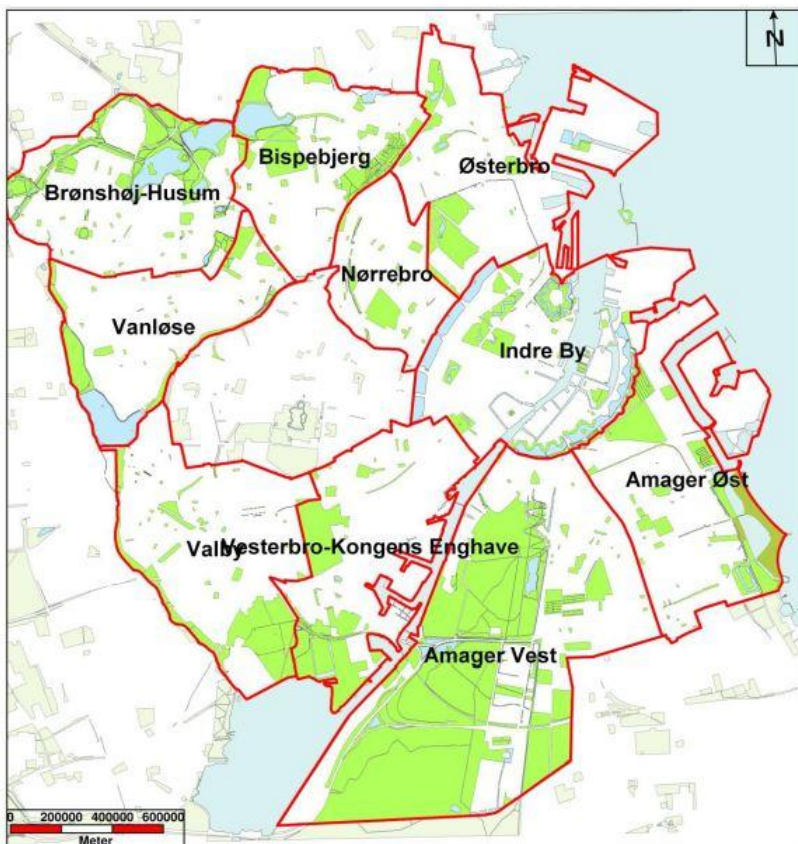 N
Bispebjerg
Østerbro
Brønshøj-Husum
Nørrebro
Vanløse
Indre By
Amager Øst
Valby
Vesterbro-Kongens Enghave
Amager Vest
0 200000 400000 600000
Meter